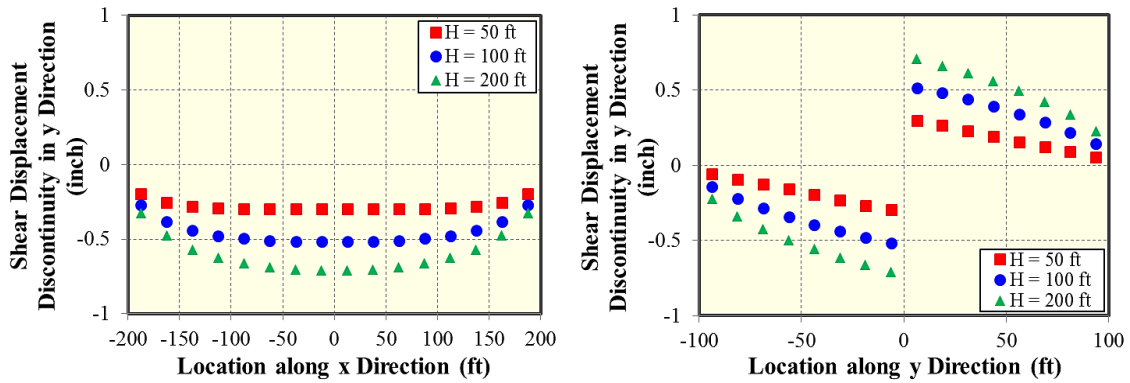 Shear Displacement
Discontinuity in y Direction
(inch)
1
0.5
0
-0.5
-1
H = 50 ft
H = 100 ft
H = 200 ft
-200 -150 -100 -50 0 50 100 150 200
Location along x Direction (ft)
Shear Displacement
Discontinuity in y Direction
(inch)
1
0.5
0
-0.5
-1
H = 50 ft
H = 100 ft
H = 200 ft
-100 -50 0 50 100
Location along y Direction (ft)